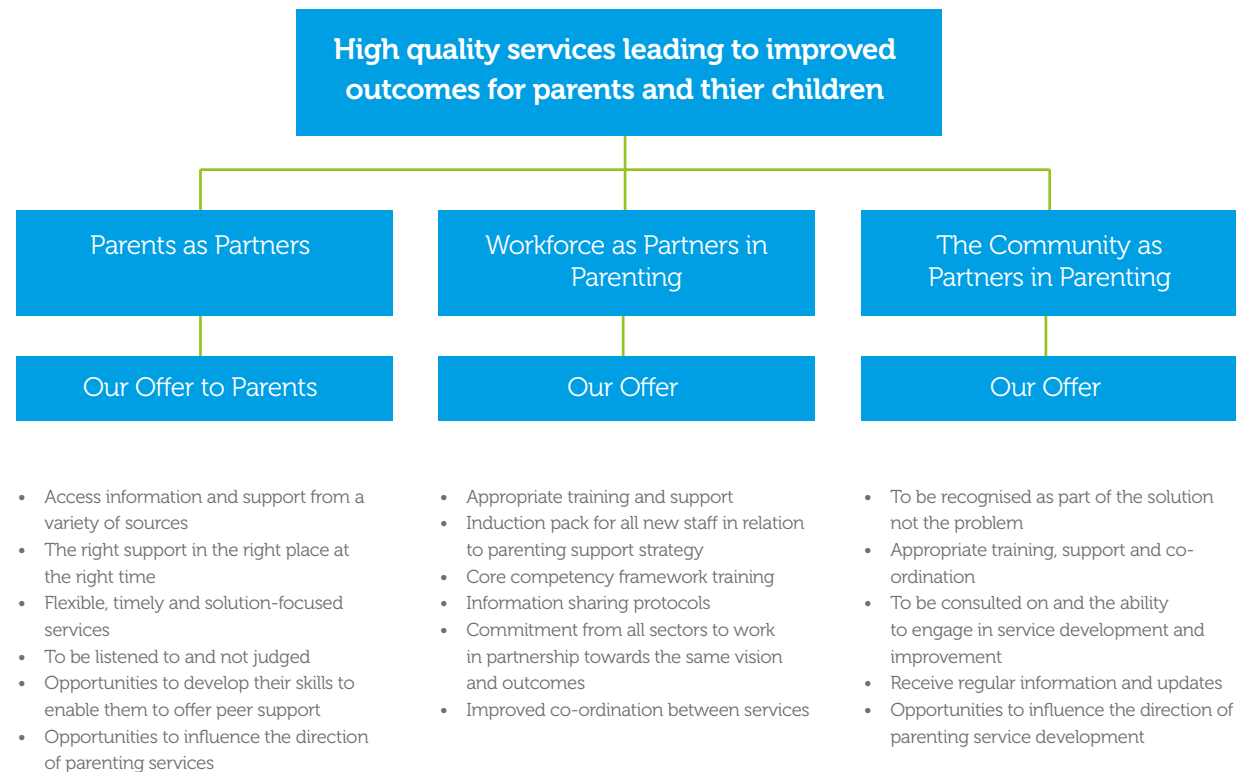 High quality services leading to improved
outcomes for parents and thier children
Parents as Partners
Workforce as Partners in
Parenting
The Community as
Partners in Parenting
Our Offer to Parents
Our Offer
Our Offer
• Access information and support from a
variety of sources
• The right support in the right place at
the right time
• Flexible, timely and solution-focused
services
• To be listened to and not judged
• Opportunities to develop their skills to
enable them to offer peer support
• Opportunities to influence the direction
of parenting services
• Appropriate training and support
• Induction pack for all new staff in relation
to parenting support strategy
• Core competency framework training
• Information sharing protocols
• Commitment from all sectors to work
in partnership towards the same vision
and outcomes
• Improved co-ordination between services
• To be recognised as part of the solution
not the problem
• Appropriate training, support and co-
ordination
• To be consulted on and the ability
to engage in service development and
improvement
• Receive regular information and updates
• Opportunities to influence the direction of
parenting service development